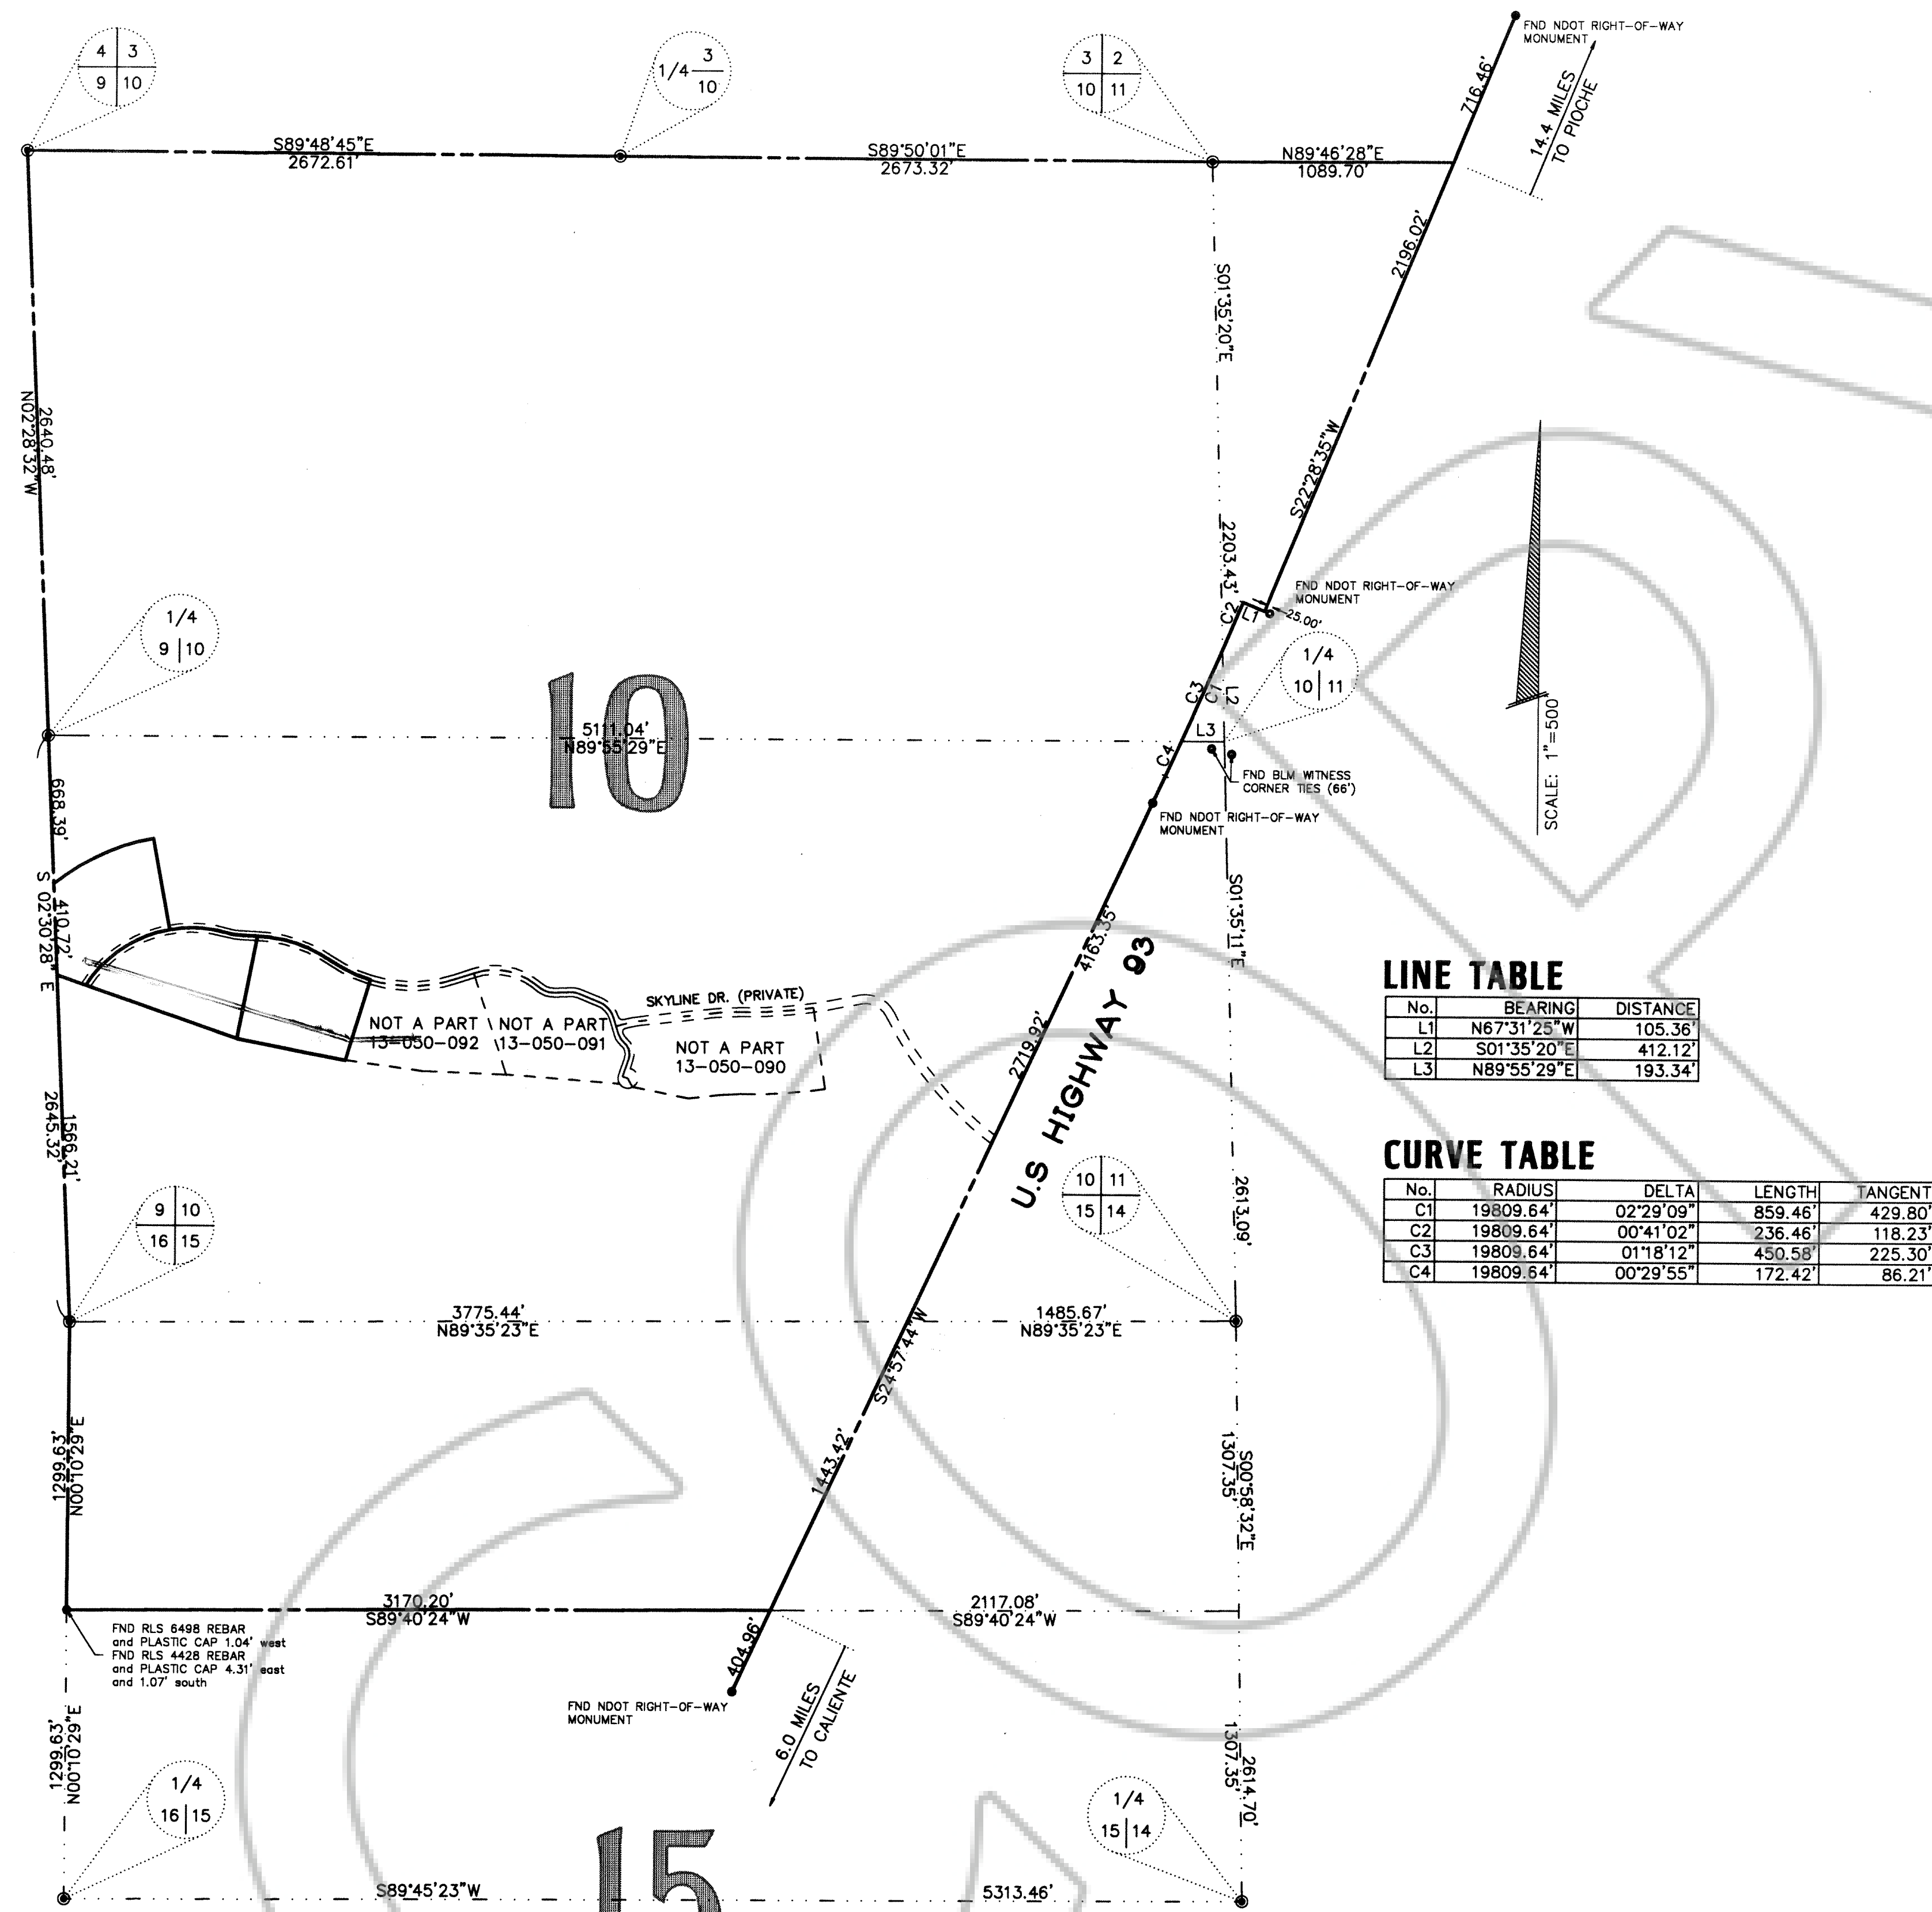 4 3
9 10
1/4 3
10
3 2
10 11
FND NDOT RIGHT-OF-WAY
MONUMENT
716.46'
14.4 MILES
TO PIOCHE
S89°48'45"E
2672.61'
S89°50'01"E
2673.32'
N89°46'28"E
1089.70'
2196.02'
S01°35'20"E
2640.48'
N02°28'32"W
S22°28'35"W
2203.43'
FND NDOT RIGHT-OF-WAY
MONUMENT
25.00'
C2
L1
1/4
9 10
1/4
10 11
C3
C1
L2
L3
C4
10
5111.04'
N89°55'29"E
FND BLM WITNESS
CORNER TIES (66')
FND NDOT RIGHT-OF-WAY
MONUMENT
SCALE: 1"=500'
668.39'
S 02°30'28" E
410.72'
S01°35'11"E
4163.35'
U.S HIGHWAY 93
2719.92'
SKYLINE DR. (PRIVATE)
NOT A PART
13-050-092
NOT A PART
13-050-091
NOT A PART
13-050-090
LINE TABLE
No. BEARING DISTANCE
L1 N67°31'25"W 105.36'
L2 S01°35'20"E 412.12'
L3 N89°55'29"E 193.34'
2645.32'
1566.21'
CURVE TABLE
No. RADIUS DELTA LENGTH TANGENT
C1 19809.64' 02°29'09" 859.46' 429.80'
C2 19809.64' 00°41'02" 236.46' 118.23'
C3 19809.64' 01°18'12" 450.58' 225.30'
C4 19809.64' 00°29'55" 172.42' 86.21'
9 10
16 15
10 11
15 14
2613.09'
3775.44'
N89°35'23"E
1485.67'
N89°35'23"E
S24°57'44"W
1299.63'
N00°10'29"E
1443.42'
1307.35'
S00°58'32"E
3170.20'
S89°40'24"W
2117.08'
S89°40'24"W
FND RLS 6498 REBAR
and PLASTIC CAP 1.04' west
FND RLS 4428 REBAR
and PLASTIC CAP 4.31' east
and 1.07' south
404.96'
FND NDOT RIGHT-OF-WAY
MONUMENT
6.0 MILES
TO CALIENTE
1299.63'
N00°10'29"E
1307.35'
2614.70'
1/4
16 15
1/4
15 14
15
S89°45'23"W
5313.46'